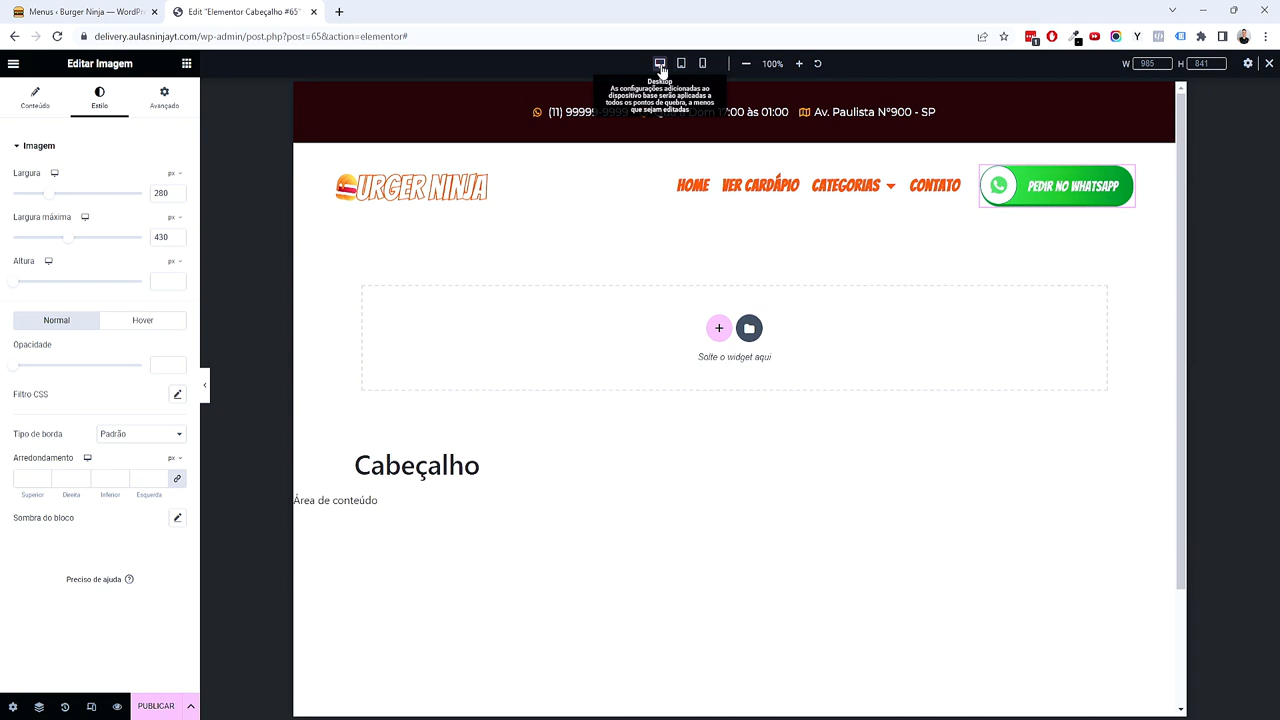 Menus ‹ Burger Ninja — WordPr
Edit "Elementor Cabeçalho #65"
delivery.aulasninjayt.com/wp-admin/post.php?post=65&action=elementor#
Editar Imagem
100%
W 985 H 841
Conteúdo Estilo Avançado
Desktop
As configurações adicionadas ao
dispositivo base serão aplicadas a
todos os pontos de quebra, a menos
que sejam editadas
(11) 9999 17:00 às 01:00 Av. Paulista Nº900 - SP
Imagem
Largura px
280
Largura máxima px
430
Altura px
BURGER NINJA
HOME VER CARDÁPIO CATEGORIAS CONTATO
PEDIR NO WHATSAPP
Normal Hover
Opacidade
Filtro CSS
Tipo de borda Padrão
Arredondamento px
Superior Direita Inferior Esquerda
Sombra do bloco
Preciso de ajuda
Solte o widget aqui
Cabeçalho
Área de conteúdo
PUBLICAR